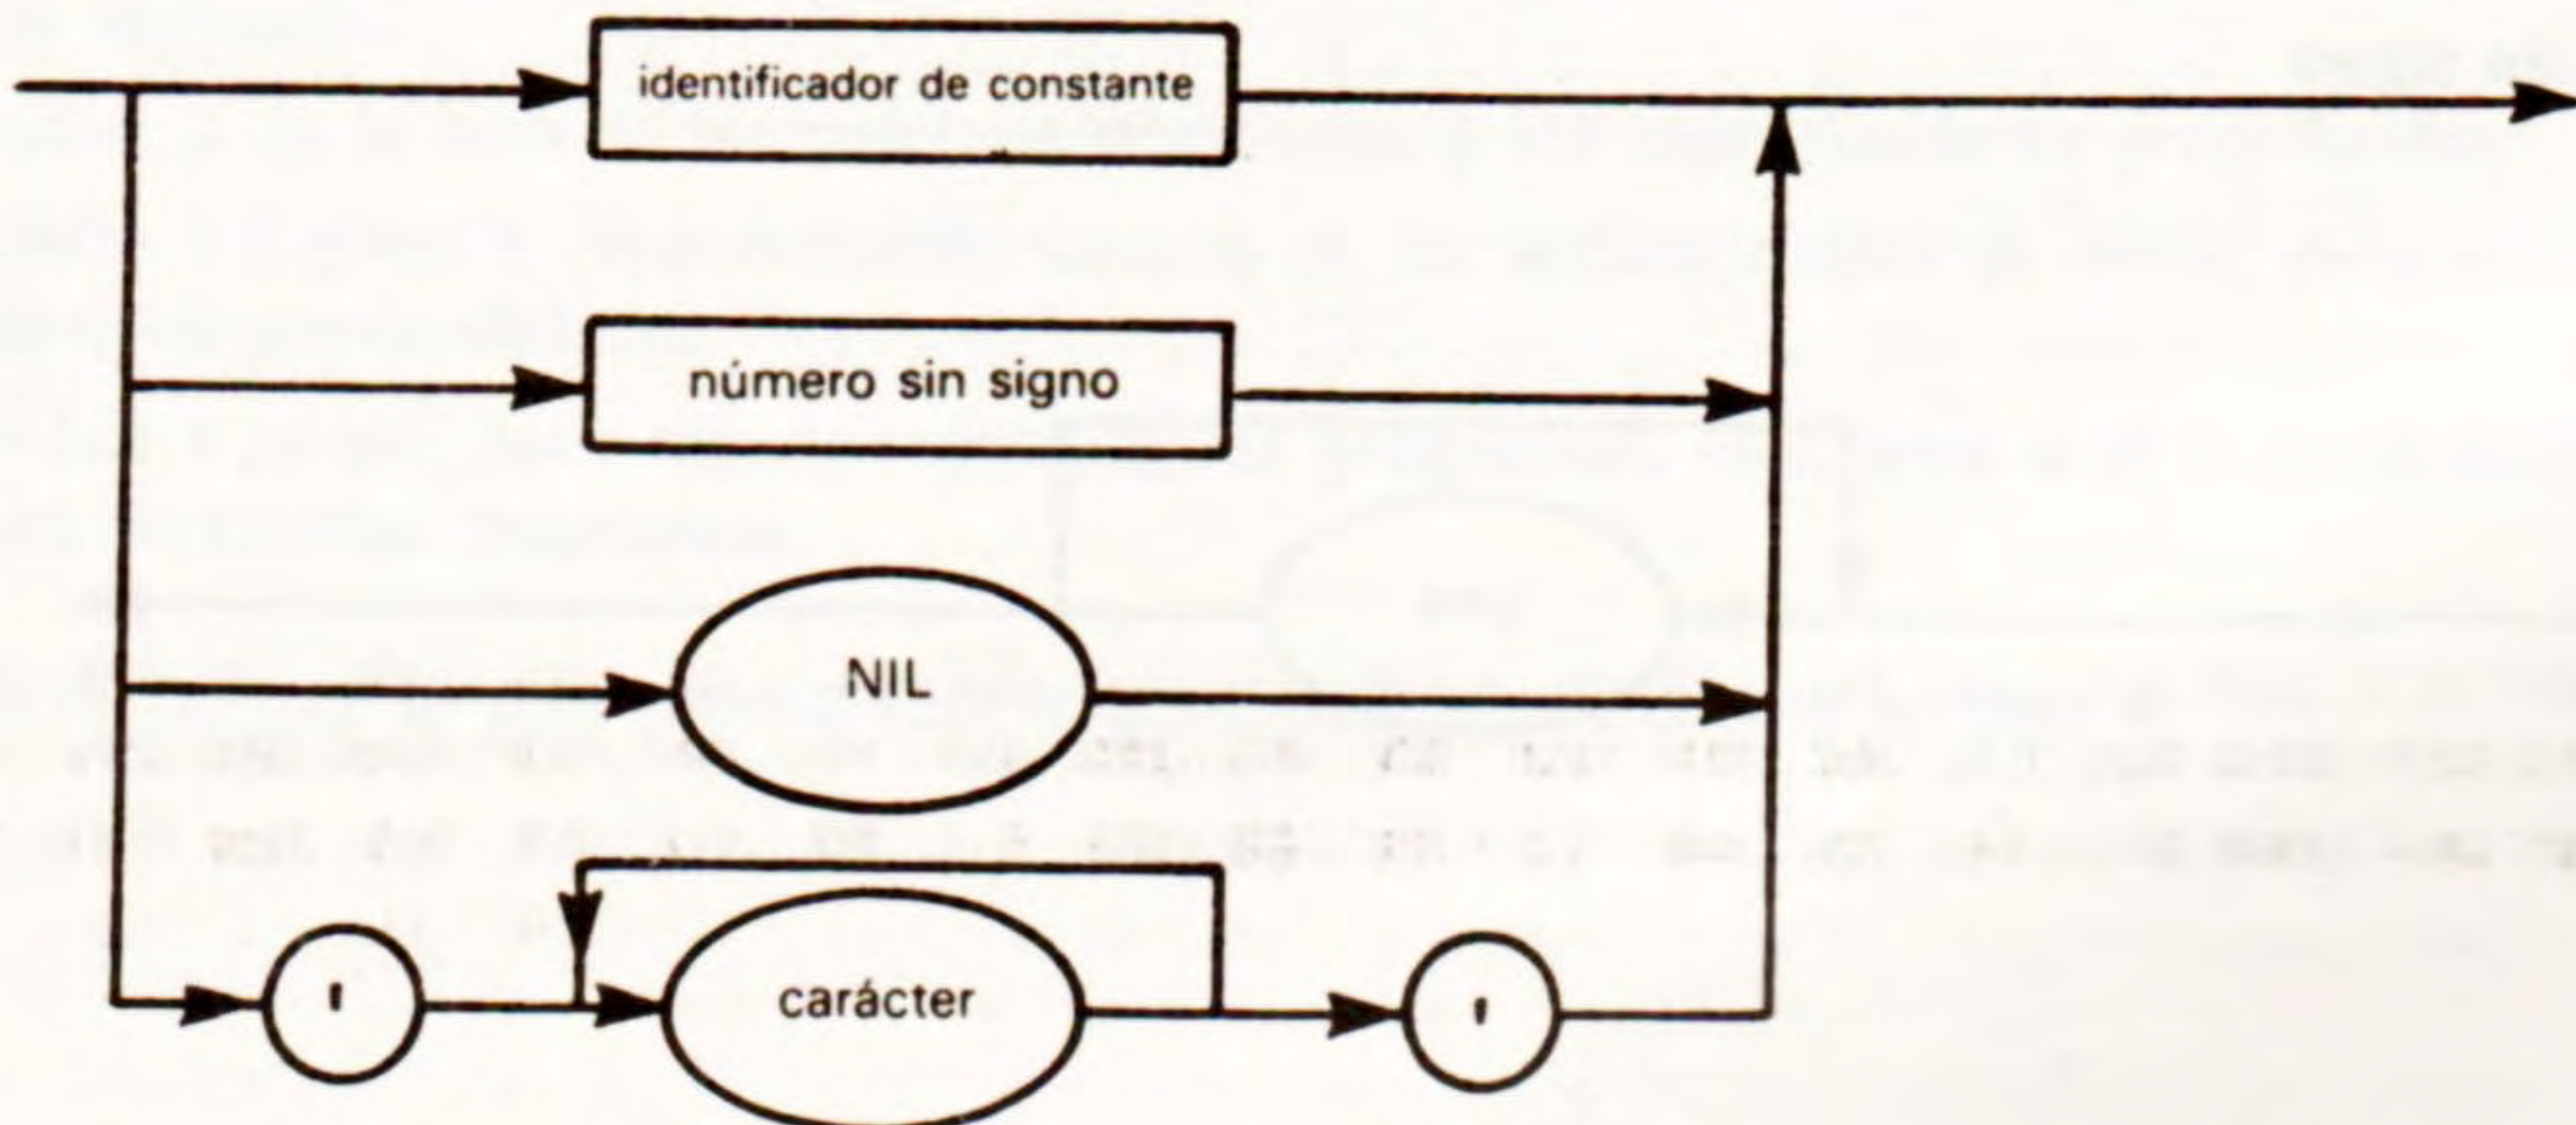 identificador de constante
número sin signo
NIL
' carácter '